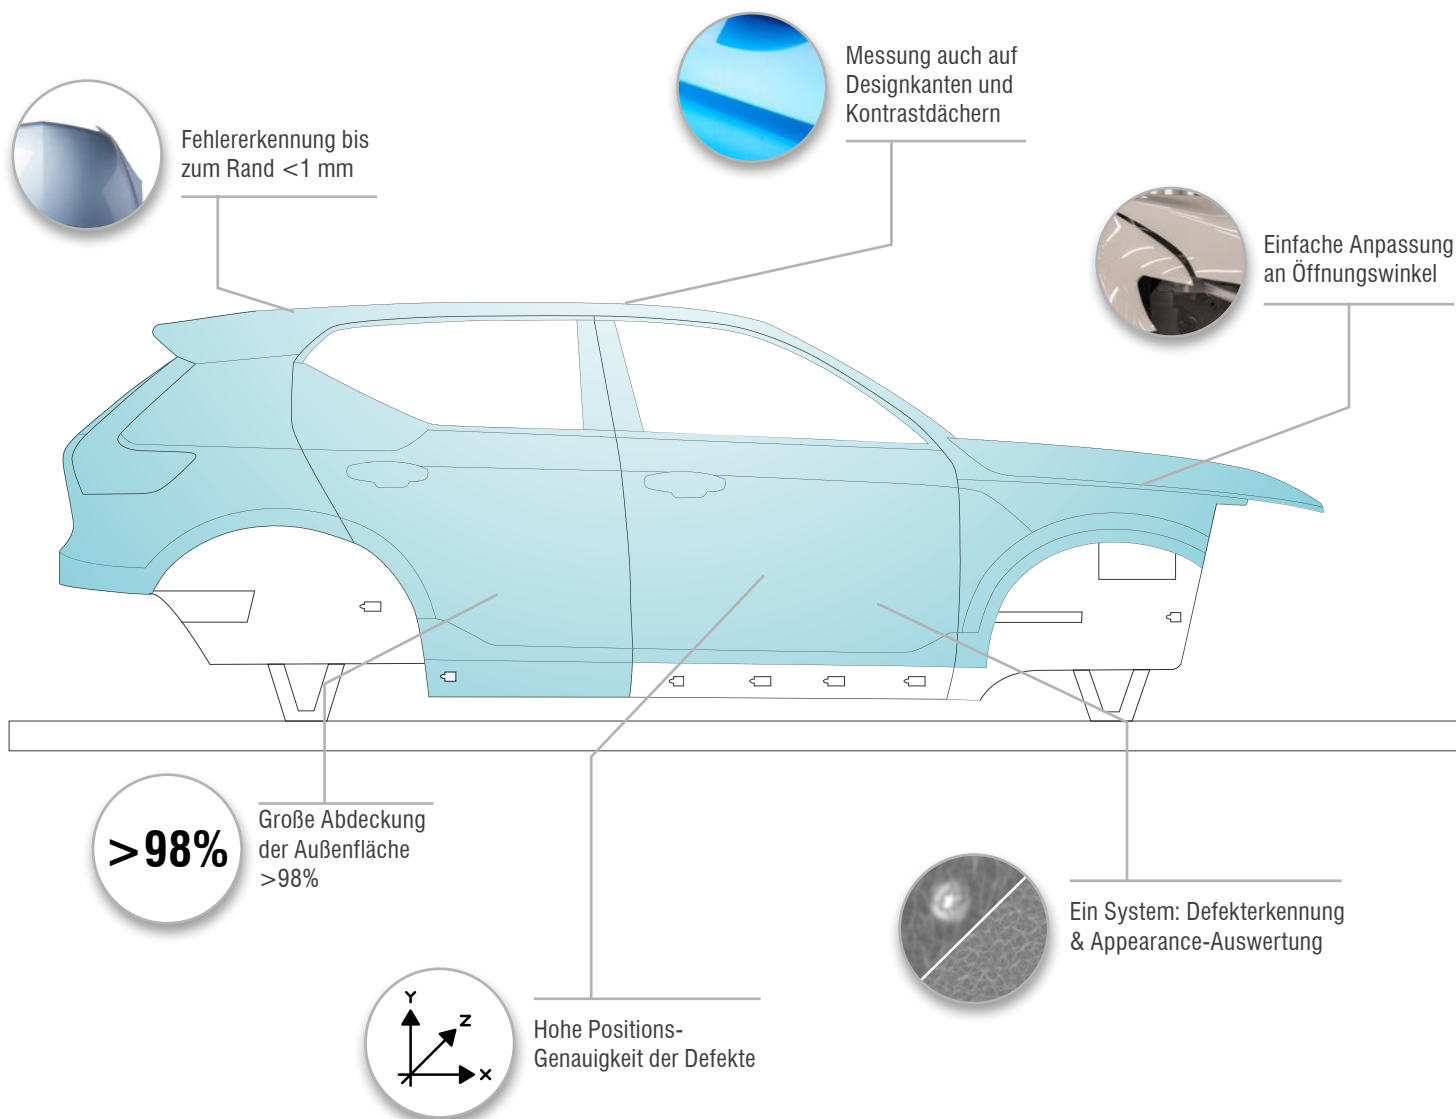 Messung auch auf
Designkanten und
Kontrastdächern
Fehlererkennung bis
zum Rand <1 mm
Einfache Anpassung
an Öffnungswinkel
>98%
Große Abdeckung
der Außenfläche
>98%
Ein System: Defekterkennung
& Appearance-Auswertung
Y
Z
X
Hohe Positions-
Genauigkeit der Defekte